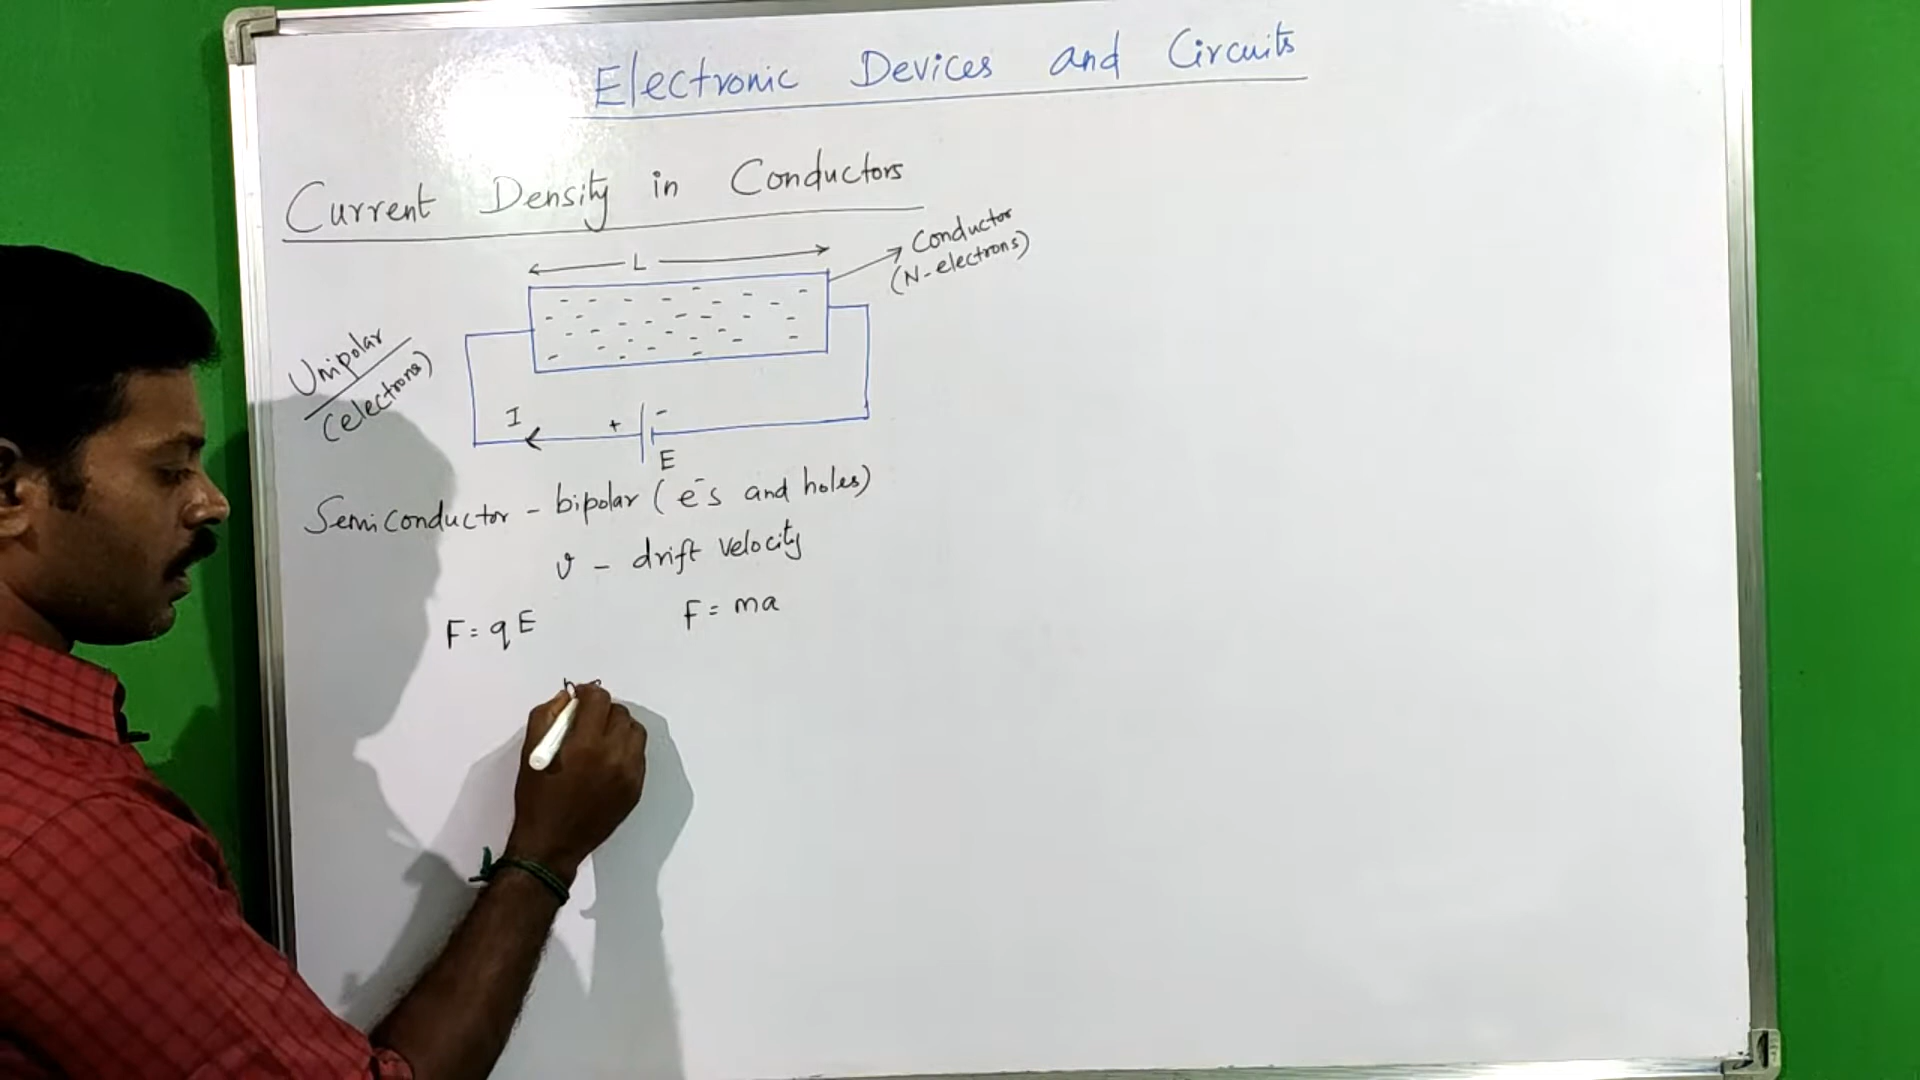 Electronic Devices and Circuits
Current Density in Conductors
L
Conductor
(N-electrons)
Unipolar
(electrons)
I
+
-
E
Semiconductor - bipolar (e⁻s and holes)
v - drift velocity
F = qE
F = ma